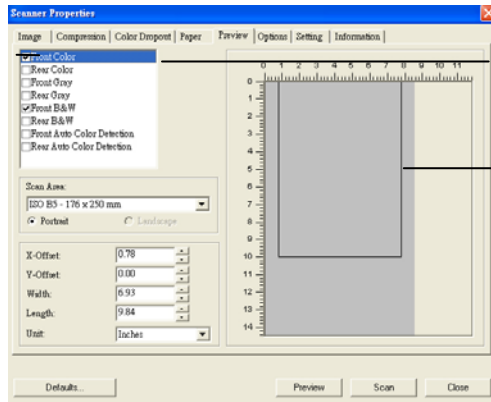 Scanner Properties
Image Compression Color Dropout Paper Preview Options Setting Information
Front Color
Rear Color
Front Gray
Rear Gray
Front B&W
Rear B&W
Front Auto Color Detection
Rear Auto Color Detection
Scan Area:
ISO B5 - 176 x 250 mm
Portrait Landscape
X-Offset: 0.78
Y-Offset: 0.00
Width: 6.93
Length: 9.84
Unit: Inches
0 1 2 3 4 5 6 7 8 9 10 11
0
1
2
3
4
5
6
7
8
9
10
11
12
13
14
Defaults... Preview Scan Close